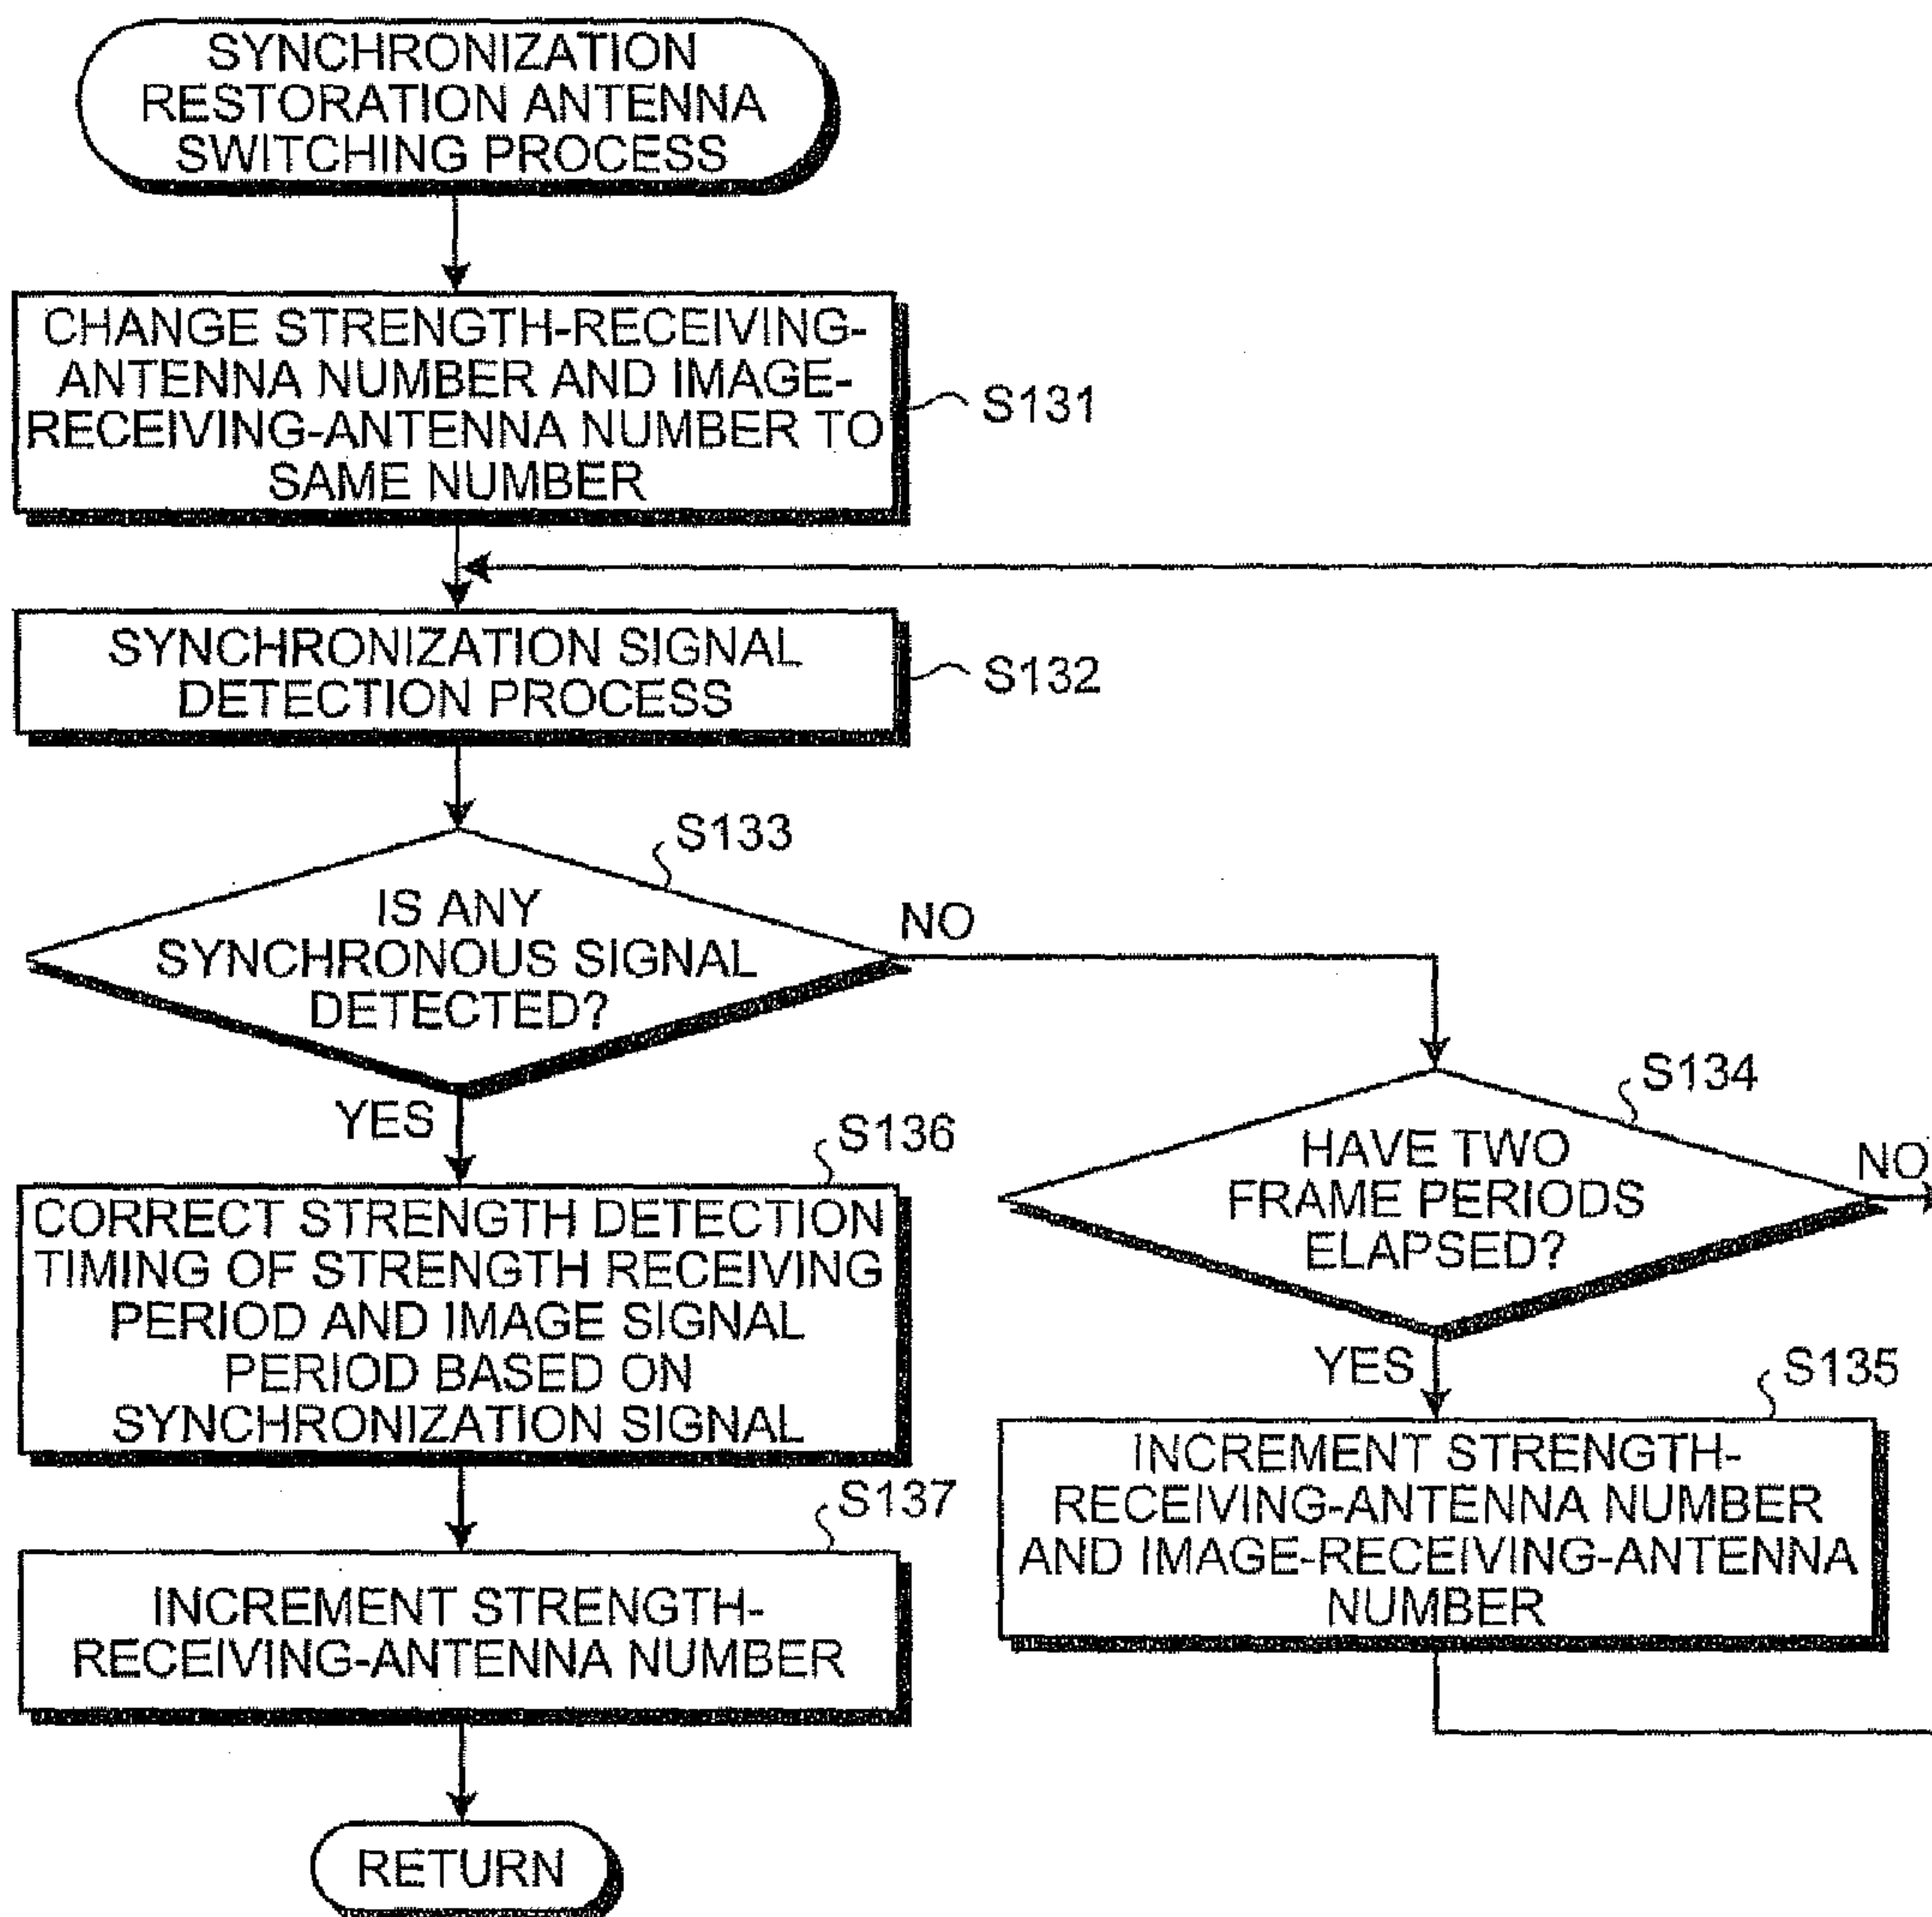 SYNCHRONIZATION
RESTORATION ANTENNA
SWITCHING PROCESS
CHANGE STRENGTH-RECEIVING-
ANTENNA NUMBER AND IMAGE-
RECEIVING-ANTENNA NUMBER TO
SAME NUMBER
S131
SYNCHRONIZATION SIGNAL
DETECTION PROCESS
S132
S133
IS ANY
SYNCHRONOUS SIGNAL
DETECTED?
NO
YES
S134
HAVE TWO
FRAME PERIODS
ELAPSED?
NO
YES
S135
INCREMENT STRENGTH-
RECEIVING-ANTENNA NUMBER
AND IMAGE-RECEIVING-ANTENNA
NUMBER
S136
CORRECT STRENGTH DETECTION
TIMING OF STRENGTH RECEIVING
PERIOD AND IMAGE SIGNAL
PERIOD BASED ON
SYNCHRONIZATION SIGNAL
S137
INCREMENT STRENGTH-
RECEIVING-ANTENNA NUMBER
RETURN